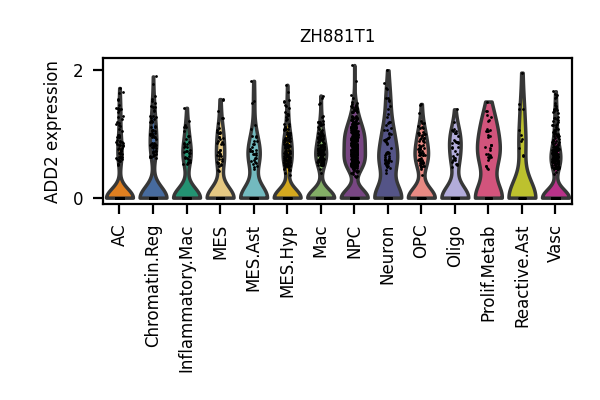 ZH881T1
ADD2 expression
2
0
AC
Chromatin.Reg
Inflammatory.Mac
MES
MES.Ast
MES.Hyp
Mac
NPC
Neuron
OPC
Oligo
Prolif.Metab
Reactive.Ast
Vasc